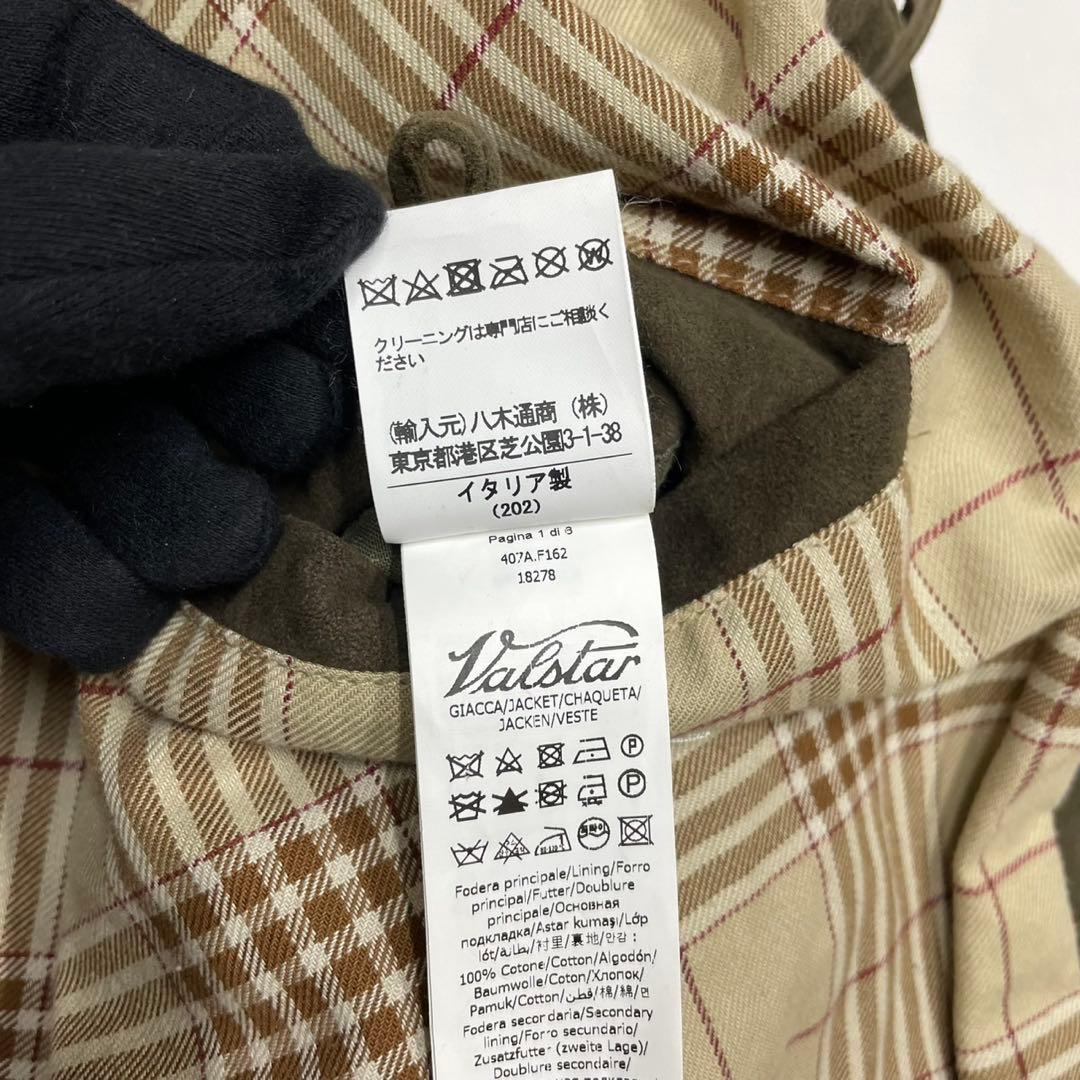 クリーニングは専門店にご相談く
ださい
(輸入元)八木通商（株）
東京都港区芝公園3-1-38
イタリア製
(202)
Pagina 1 di 6
407A.F162
18278
Valstar
GIACCA/JACKET/CHAQUETA/
JACKEN/VESTE
Fodera principale/Lining/Forro
principal/Futter/Doublure
principale/Основная
подкладка/Astar kumaşı/Lóp
lót/بطانة/衬里/裏地/안감:
100% Cotone/Cotton/Algodón/
Baumwolle/Coton/Хлопок/
Pamuk/Cotton/قطن/棉/綿/면
Fodera secondaria/Secondary
lining/Forro secundario/
Zusatzfutter (zweite Lage)/
Doublure secondaire/